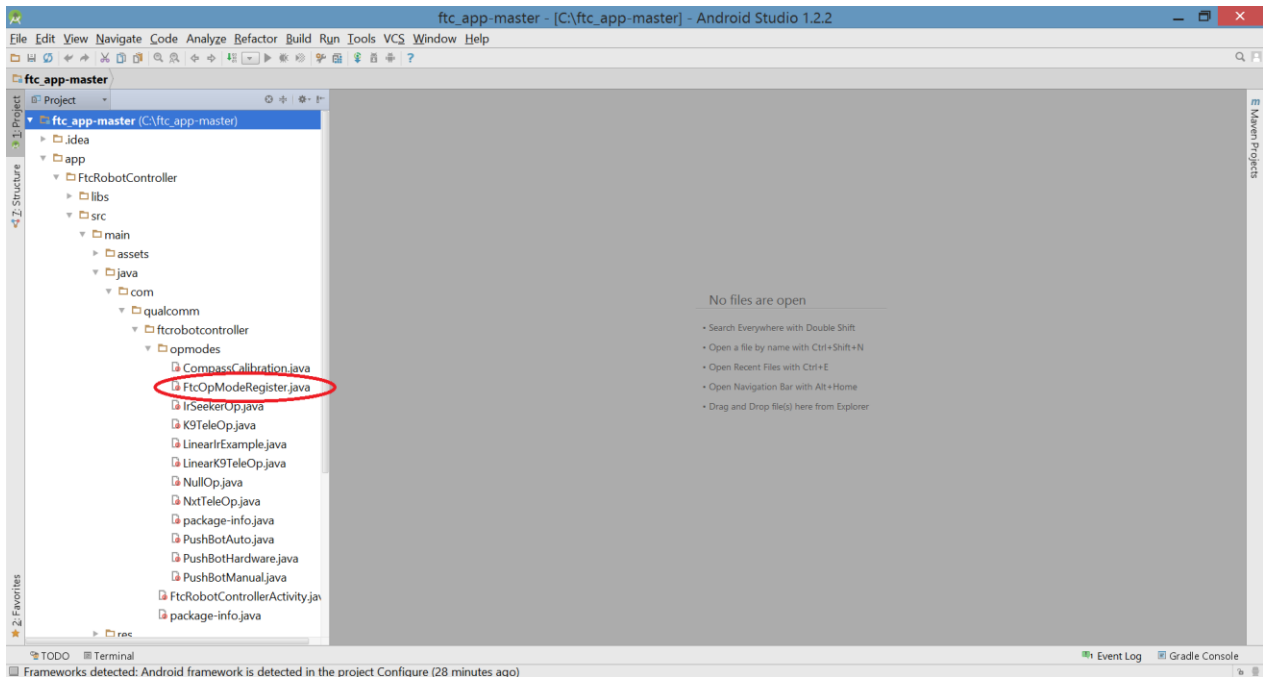 ftc_app-master - [C:\ftc_app-master] - Android Studio 1.2.2
File Edit View Navigate Code Analyze Refactor Build Run Tools VCS Window Help
ftc_app-master
1: Project
Z: Structure
2: Favorites
Project
ftc_app-master (C:\ftc_app-master)
.idea
app
FtcRobotController
libs
src
main
assets
java
com
qualcomm
ftcrobotcontroller
opmodes
CompassCalibration.java
FtcOpModeRegister.java
IrSeekerOp.java
K9TeleOp.java
LinearIrExample.java
LinearK9TeleOp.java
NullOp.java
NxtTeleOp.java
package-info.java
PushBotAuto.java
PushBotHardware.java
PushBotManual.java
FtcRobotControllerActivity.jav
package-info.java
res
No files are open
• Search Everywhere with Double Shift
• Open a file by name with Ctrl+Shift+N
• Open Recent Files with Ctrl+E
• Open Navigation Bar with Alt+Home
• Drag and Drop file(s) here from Explorer
m Maven Projects
TODO Terminal
1 Event Log Gradle Console
Frameworks detected: Android framework is detected in the project Configure (28 minutes ago)